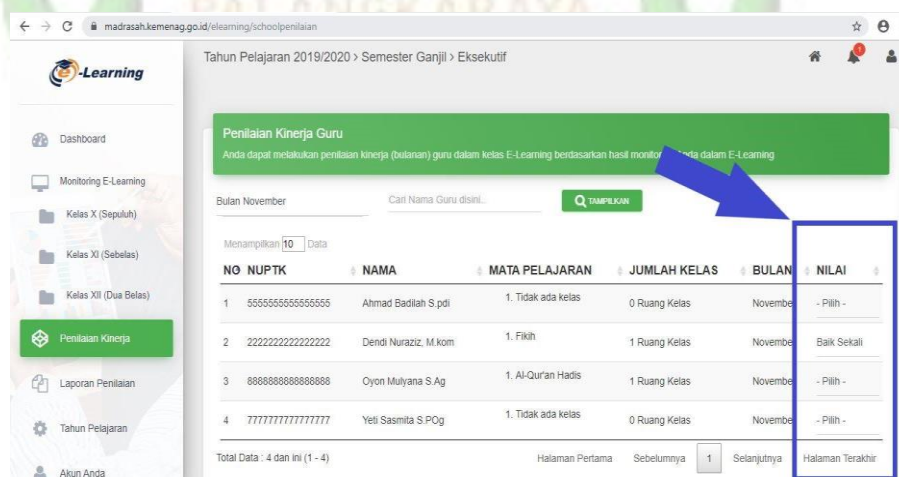 PALANGKARAYA
madrasah.kemenag.go.id/elearning/schoolpenilaian
e-Learning
Tahun Pelajaran 2019/2020 > Semester Ganjil > Eksekutif
1
Dashboard
Monitoring E-Learning
Kelas X (Sepuluh)
Kelas XI (Sebelas)
Kelas XII (Dua Belas)
Penilaian Kinerja
Laporan Penilaian
Tahun Pelajaran
Akun Anda
Penilaian Kinerja Guru
Anda dapat melakukan penilaian kinerja (bulanan) guru dalam kelas E-Learning berdasarkan hasil monitor da dalam E-Learning
Bulan November Cari Nama Guru disini.. TAMPILKAN
Menampilkan 10 Data
NO NUPTK NAMA MATA PELAJARAN JUMLAH KELAS BULAN NILAI
1 5555555555555555 Ahmad Badilah S.pdi 1. Tidak ada kelas 0 Ruang Kelas Novembe - Pilih -
2 2222222222222222 Dendi Nuraziz, M.kom 1. Fikih 1 Ruang Kelas Novembe Baik Sekali
3 8888888888888888 Oyon Mulyana S.Ag 1. Al-Qur'an Hadis 1 Ruang Kelas Novembe - Pilih -
4 7777777777777777 Yeti Sasmita S.POg 1. Tidak ada kelas 0 Ruang Kelas Novembe - Pilih -
Total Data : 4 dan ini (1 - 4) Halaman Pertama Sebelumnya 1 Selanjutnya Halaman Terakhir